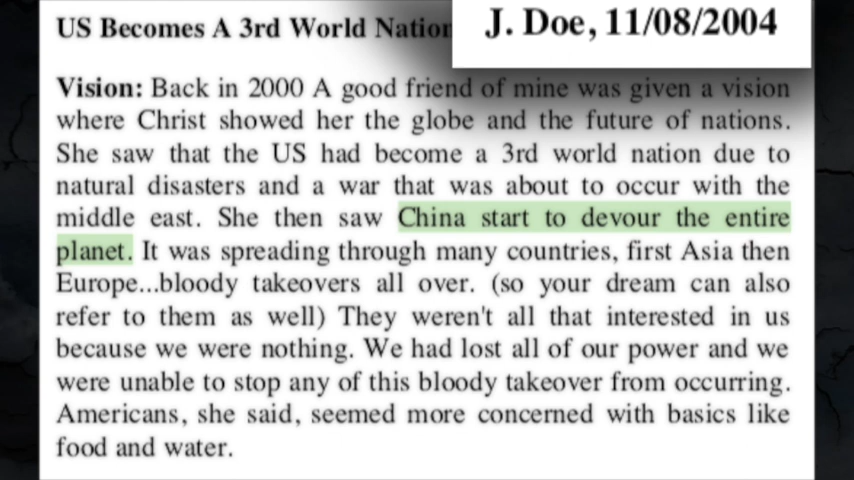 US Becomes A 3rd World Nation
J. Doe, 11/08/2004
Vision: Back in 2000 A good friend of mine was given a vision
where Christ showed her the globe and the future of nations.
She saw that the US had become a 3rd world nation due to
natural disasters and a war that was about to occur with the
middle east. She then saw China start to devour the entire
planet. It was spreading through many countries, first Asia then
Europe...bloody takeovers all over. (so your dream can also
refer to them as well) They weren't all that interested in us
because we were nothing. We had lost all of our power and we
were unable to stop any of this bloody takeover from occurring.
Americans, she said, seemed more concerned with basics like
food and water.